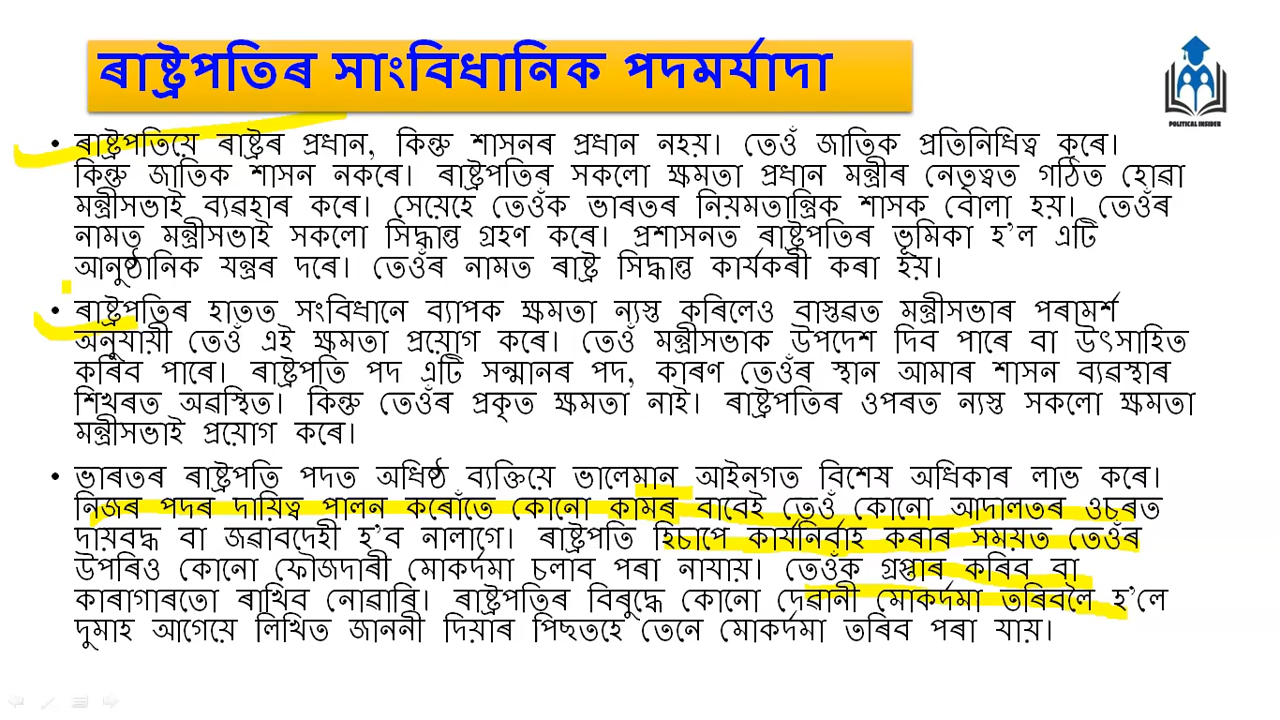 ৰাষ্ট্ৰপতিৰ সাংবিধানিক পদমৰ্যাদা
POLITICAL INSIDER
• ৰাষ্ট্ৰপতিয়ে ৰাষ্ট্ৰৰ প্ৰধান, কিন্তু শাসনৰ প্ৰধান নহয়। তেওঁ জাতিক প্ৰতিনিধিত্ব কৰে।
কিন্তু জাতিক শাসন নকৰে। ৰাষ্ট্ৰপতিৰ সকলো ক্ষমতা প্ৰধান মন্ত্ৰীৰ নেতৃত্বত গঠিত হোৱা
মন্ত্ৰীসভাই ব্যৱহাৰ কৰে। সেয়েহে তেওঁক ভাৰতৰ নিয়মতান্ত্ৰিক শাসক বোলা হয়। তেওঁৰ
নামত মন্ত্ৰীসভাই সকলো সিদ্ধান্ত গ্ৰহণ কৰে। প্ৰশাসনত ৰাষ্ট্ৰপতিৰ ভূমিকা হ’ল এটি
আনুষ্ঠানিক যন্ত্ৰৰ দৰে। তেওঁৰ নামত ৰাষ্ট্ৰ সিদ্ধান্ত কাৰ্যকৰী কৰা হয়।
• ৰাষ্ট্ৰপতিৰ হাতত সংবিধানে ব্যাপক ক্ষমতা ন্যস্ত কৰিলেও বাস্তৱত মন্ত্ৰীসভাৰ পৰামৰ্শ
অনুযায়ী তেওঁ এই ক্ষমতা প্ৰয়োগ কৰে। তেওঁ মন্ত্ৰীসভাক উপদেশ দিব পাৰে বা উৎসাহিত
কৰিব পাৰে। ৰাষ্ট্ৰপতি পদ এটি সন্মানৰ পদ, কাৰণ তেওঁৰ স্থান আমাৰ শাসন ব্যৱস্থাৰ
শিখৰত অৱস্থিত। কিন্তু তেওঁৰ প্ৰকৃত ক্ষমতা নাই। ৰাষ্ট্ৰপতিৰ ওপৰত ন্যস্ত সকলো ক্ষমতা
মন্ত্ৰীসভাই প্ৰয়োগ কৰে।
• ভাৰতৰ ৰাষ্ট্ৰপতি পদত অধিষ্ঠ ব্যক্তিয়ে ভালেমান আইনগত বিশেষ অধিকাৰ লাভ কৰে।
নিজৰ পদৰ দায়িত্ব পালন কৰোঁতে কোনো কামৰ বাবেই তেওঁ কোনো আদালতৰ ওচৰত
দায়বদ্ধ বা জৱাবদেহী হ’ব নালাগে। ৰাষ্ট্ৰপতি হিচাপে কাৰ্যনিৰ্বাহ কৰাৰ সময়ত তেওঁৰ
উপৰিও কোনো ফৌজদাৰী মোকৰ্দমা চলাব পৰা নাযায়। তেওঁক গ্ৰপ্তাৰ কৰিব বা
কাৰাগাৰতো ৰাখিব নোৱাৰি। ৰাষ্ট্ৰপতিৰ বিৰুদ্ধে কোনো দেৱানী মোকৰ্দমা তৰিবলৈ হ’লে
দুমাহ আগেয়ে লিখিত জাননী দিয়াৰ পিছতহে তেনে মোকৰ্দমা তৰিব পৰা যায়।